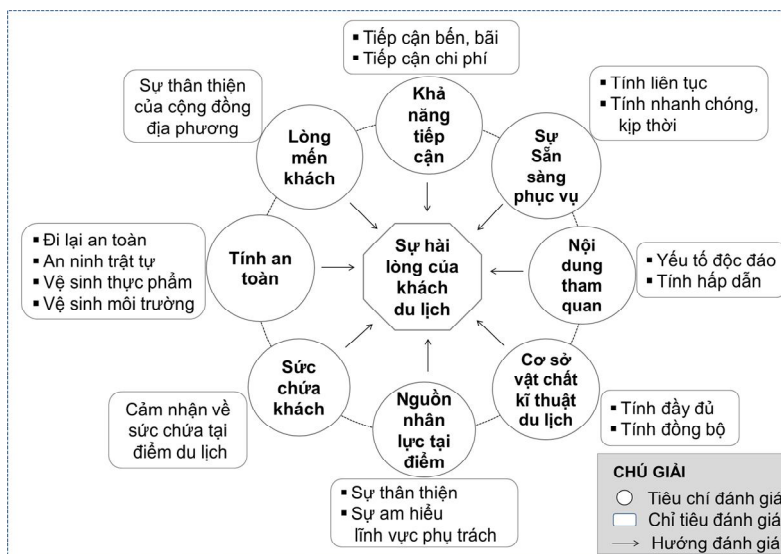 ▪ Tiếp cận bến, bãi
▪ Tiếp cận chi phí
Khả
năng
tiếp
cận
Sự thân thiện
của cộng đồng
địa phương
Lòng
mến
khách
▪ Tính liên tục
▪ Tính nhanh chóng,
kịp thời
Sự
Sẵn
sàng
phục vụ
▪ Đi lại an toàn
▪ An ninh trật tự
▪ Vệ sinh thực phẩm
▪ Vệ sinh môi trường
Tính an
toàn
Sự hài
lòng của
khách
du lịch
Nội
dung
tham
quan
▪ Yếu tố độc đáo
▪ Tính hấp dẫn
Sức
chứa
khách
Cảm nhận về
sức chứa tại
điểm du lịch
Nguồn
nhân
lực tại
điểm
▪ Sự thân thiện
▪ Sự am hiểu
lĩnh vực phụ trách
Cơ sở
vật chất
kĩ thuật
du lịch
▪ Tính đầy đủ
▪ Tính đồng bộ
CHÚ GIẢI
Tiêu chí đánh giá
Chỉ tiêu đánh giá
Hướng đánh giá